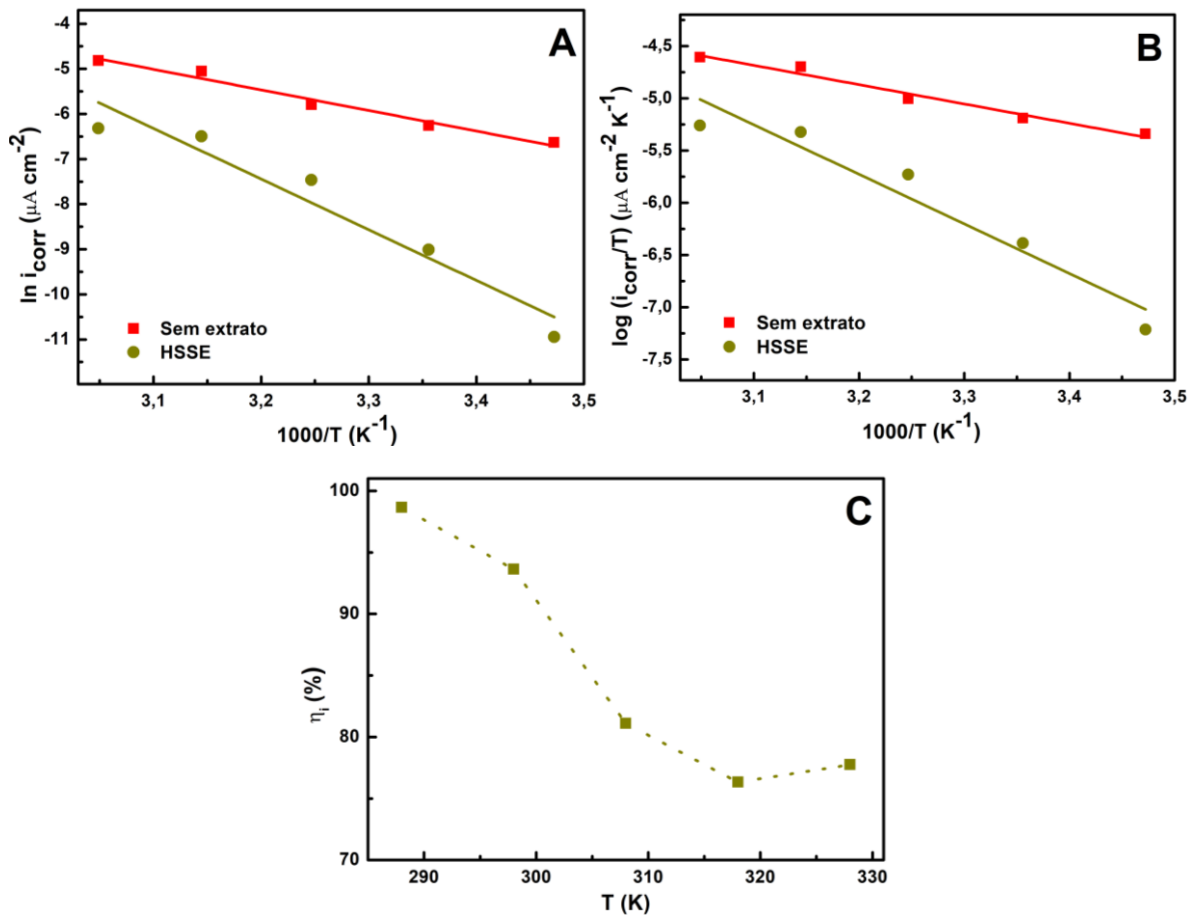 A
ln i_corr (μA cm⁻²)
-4
-5
-6
-7
-8
-9
-10
-11
Sem extrato
HSSE
3,1
3,2
3,3
3,4
3,5
1000/T (K⁻¹)
B
log (i_corr/T) (μA cm⁻² K⁻¹)
-4,5
-5,0
-5,5
-6,0
-6,5
-7,0
-7,5
Sem extrato
HSSE
3,1
3,2
3,3
3,4
3,5
1000/T (K⁻¹)
C
η_i (%)
100
90
80
70
290
300
310
320
330
T (K)